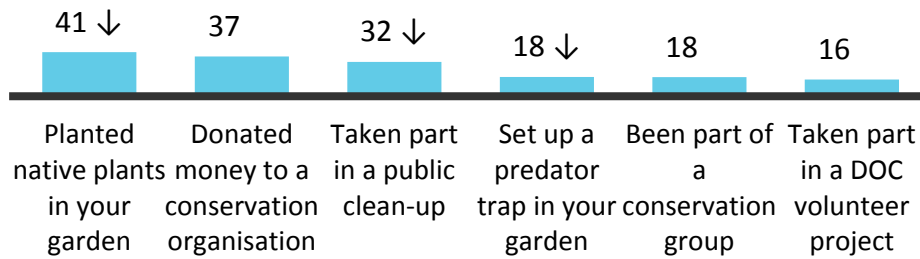 41 ↓
37
32 ↓
18 ↓
18
16
Planted
native plants
in your
garden
Donated
money to a
conservation
organisation
Taken part
in a public
clean-up
Set up a
predator
trap in your
garden
Been part of
a
conservation
group
Taken part
in a DOC
volunteer
project